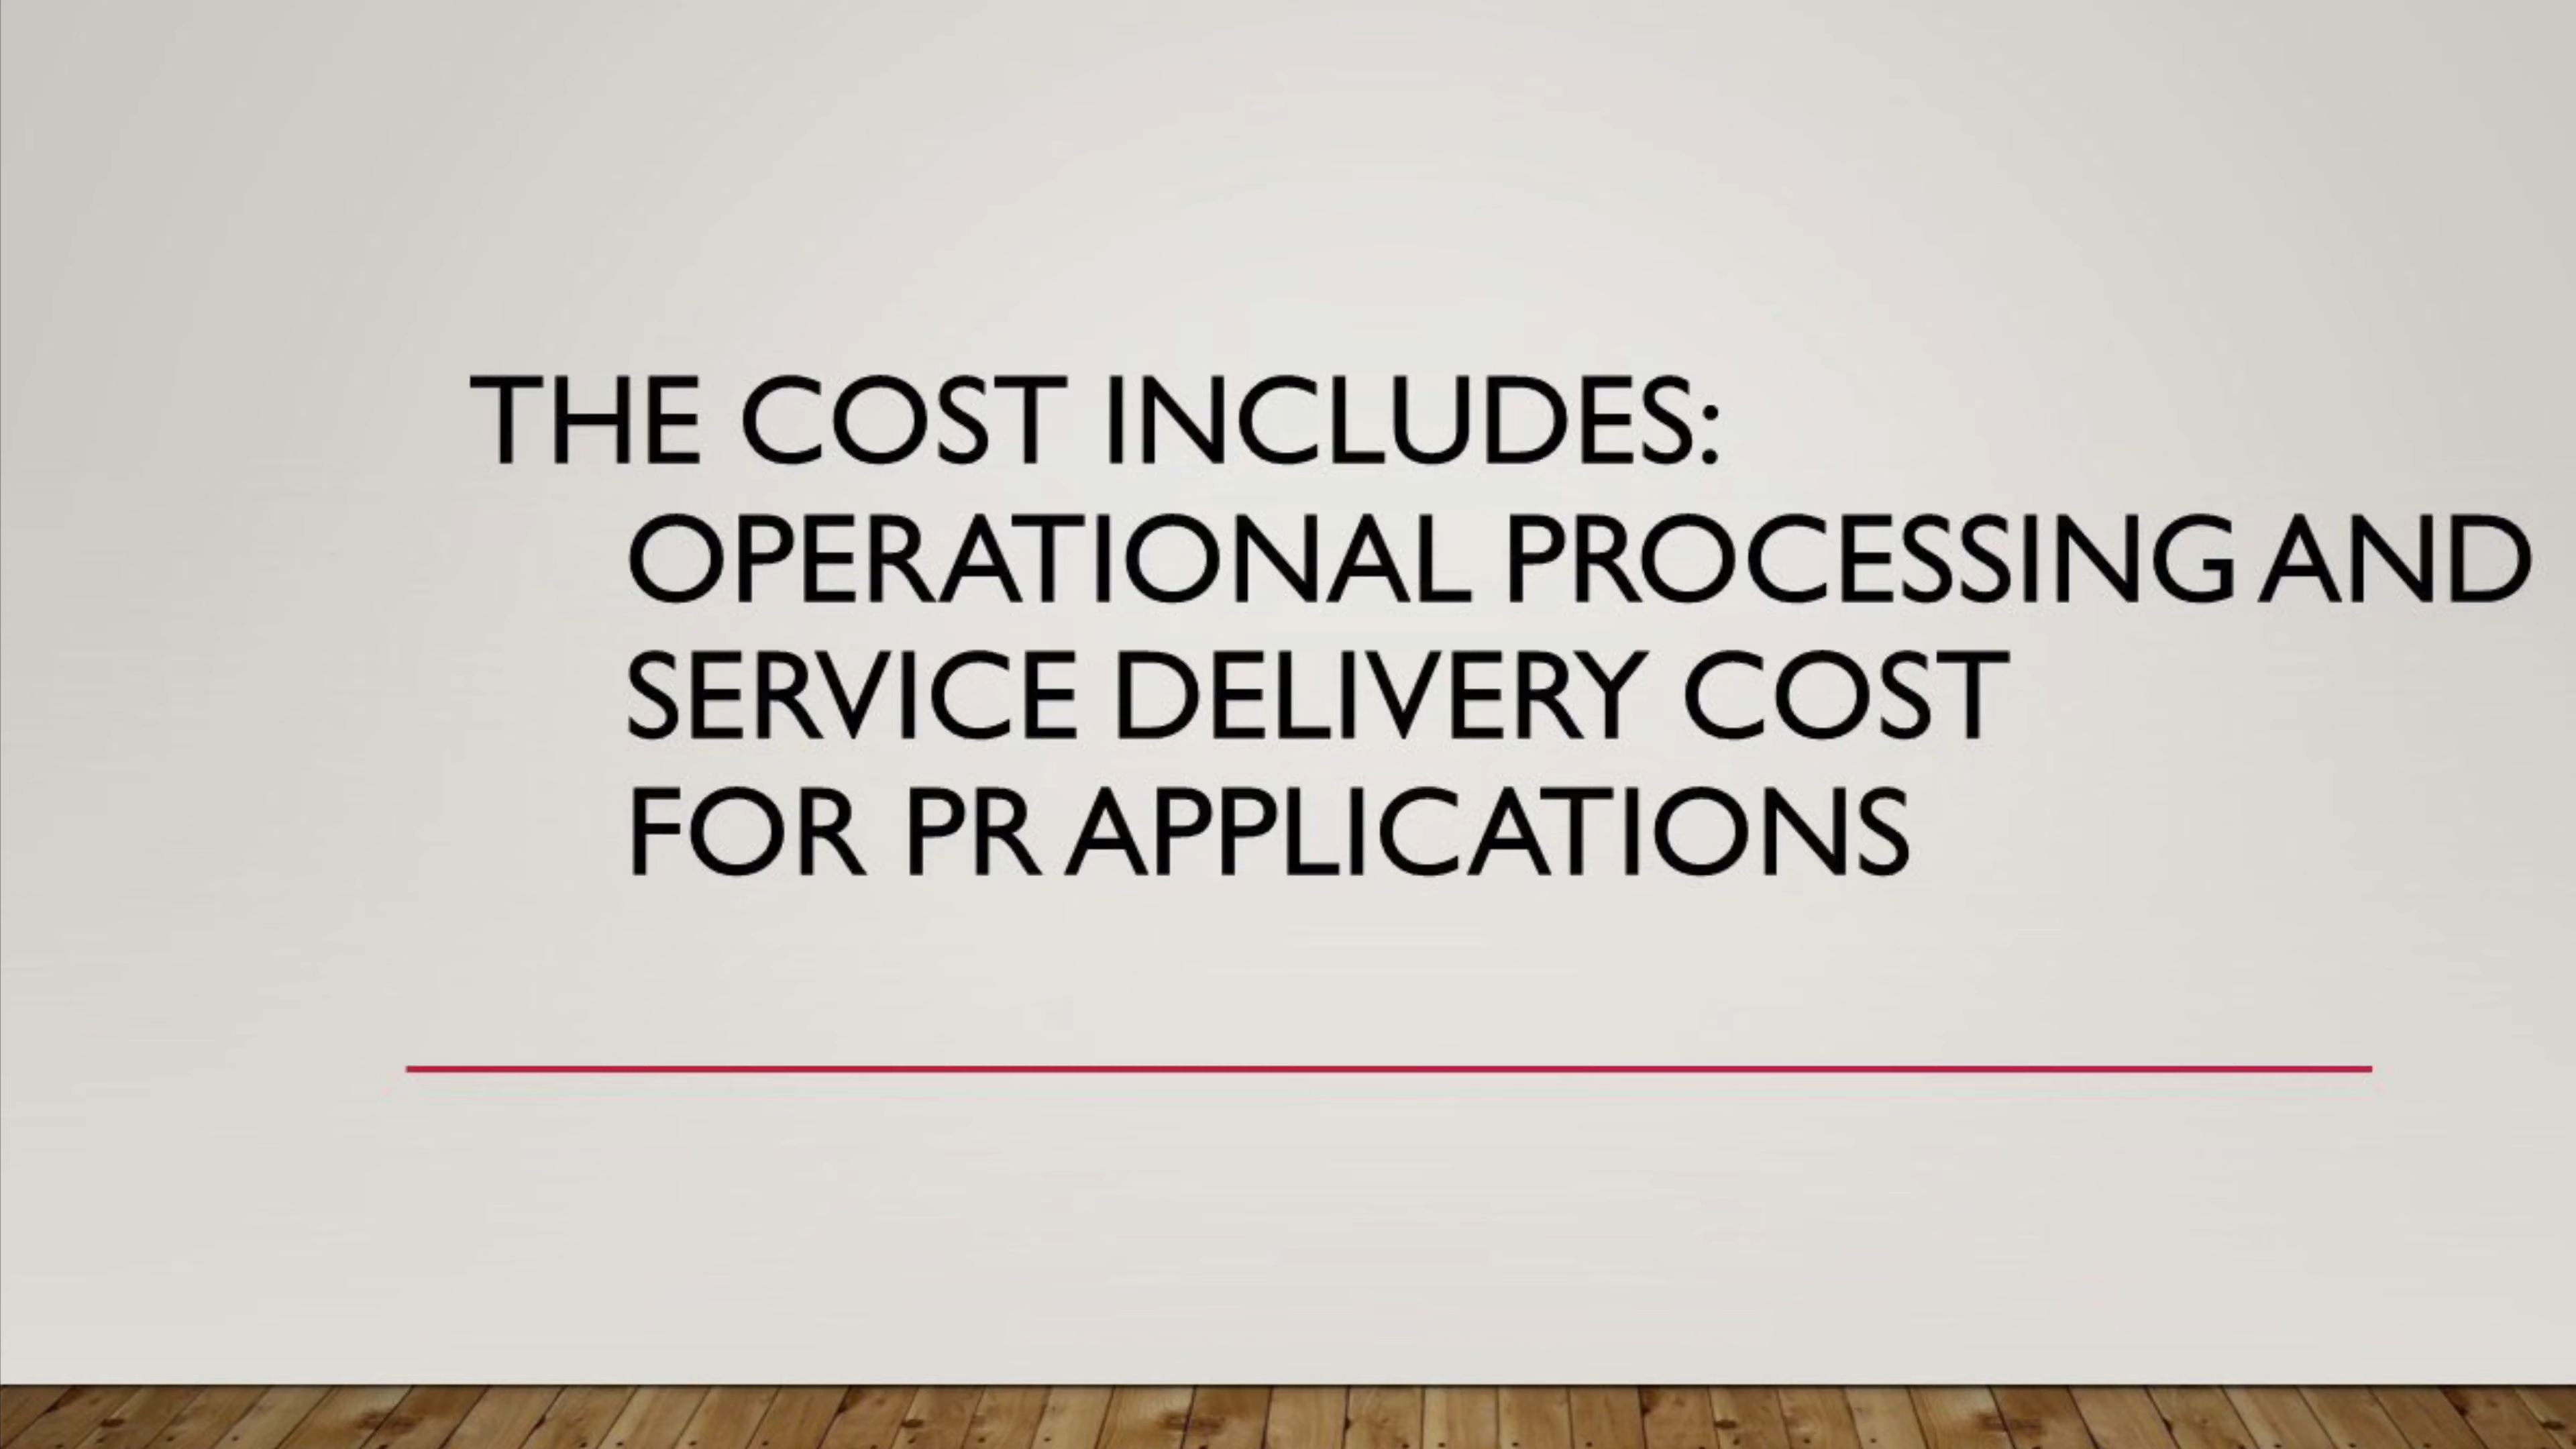 THE COST INCLUDES:
OPERATIONAL PROCESSING AND
SERVICE DELIVERY COST
FOR PR APPLICATIONS